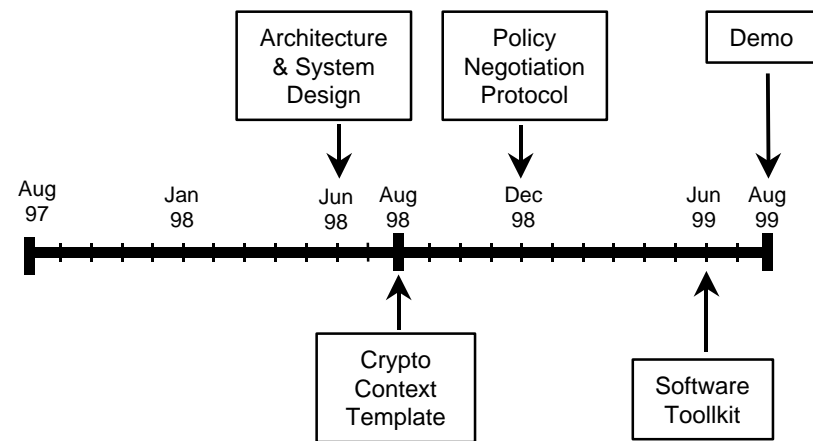 Architecture
& System
Design
Policy
Negotiation
Protocol
Demo
Aug
97
Jan
98
Jun
98
Aug
98
Dec
98
Jun
99
Aug
99
Crypto
Context
Template
Software
Toollkit